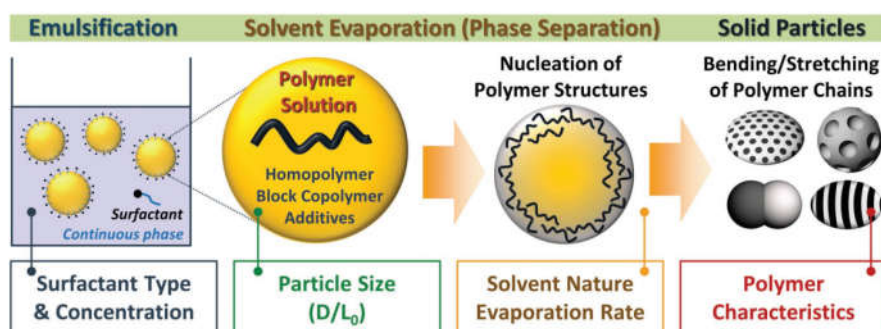 Emulsification
Solvent Evaporation (Phase Separation)
Solid Particles
Polymer
Solution
Homopolymer
Block Copolymer
Additives
Surfactant
Continuous phase
Nucleation of
Polymer Structures
Bending/Stretching
of Polymer Chains
Surfactant Type
& Concentration
Particle Size
(D/L₀)
Solvent Nature
Evaporation Rate
Polymer
Characteristics